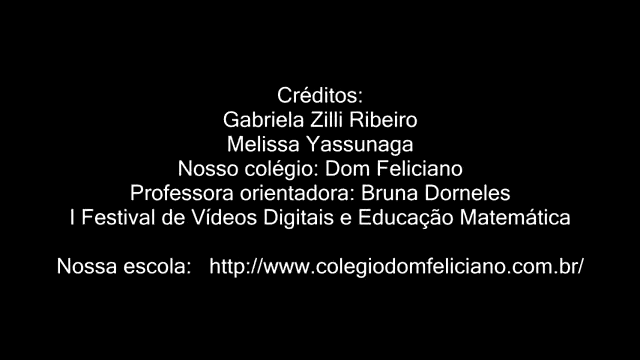 Créditos:
Gabriela Zilli Ribeiro
Melissa Yassunaga
Nosso colégio: Dom Feliciano
Professora orientadora: Bruna Dorneles
I Festival de Vídeos Digitais e Educação Matemática
Nossa escola: http://www.colegiodomfeliciano.com.br/